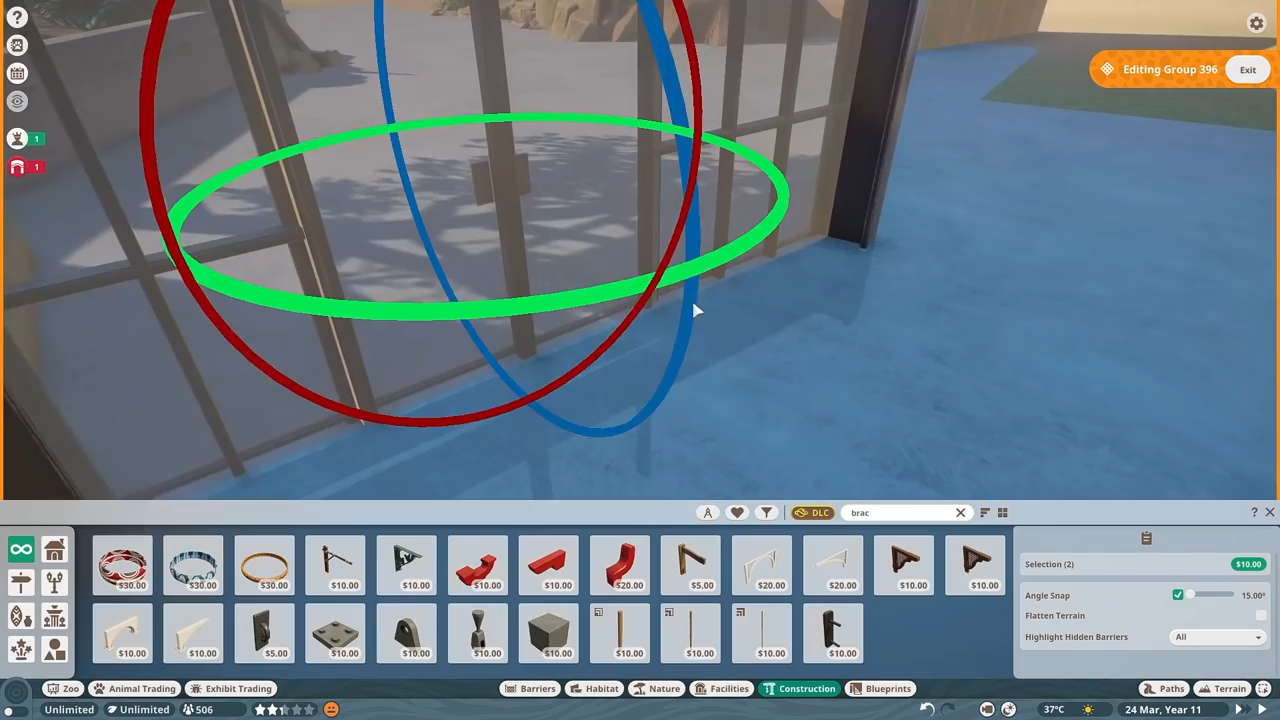 Editing Group 396
Exit
1
1
DLC
brac
$30.00
$30.00
$30.00
$10.00
$10.00
$10.00
$10.00
$20.00
$5.00
$20.00
$20.00
$10.00
$10.00
$10.00
$10.00
$5.00
$10.00
$10.00
$10.00
$10.00
$10.00
$10.00
$10.00
$10.00
Selection (2)
$10.00
Angle Snap
15.00°
Flatten Terrain
Highlight Hidden Barriers
All
Zoo
Animal Trading
Exhibit Trading
Barriers
Habitat
Nature
Facilities
Construction
Blueprints
Paths
Terrain
Unlimited
Unlimited
506
37°C
24 Mar, Year 11